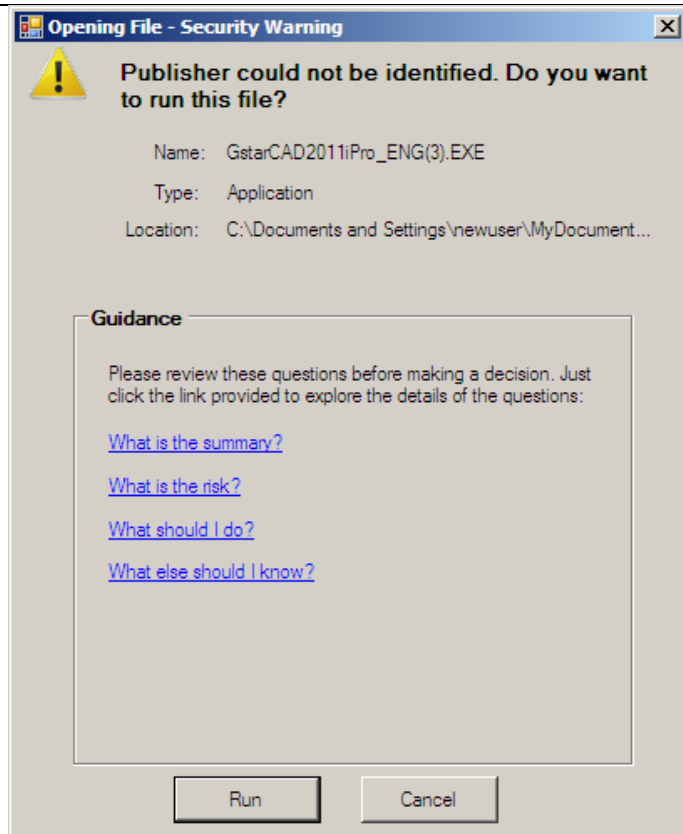 Opening File - Security Warning
Publisher could not be identified. Do you want
to run this file?
Name: GstarCAD2011iPro_ENG(3).EXE
Type: Application
Location: C:\Documents and Settings\newuser\MyDocument...
Guidance
Please review these questions before making a decision. Just
click the link provided to explore the details of the questions:
What is the summary?
What is the risk?
What should I do?
What else should I know?
Run Cancel